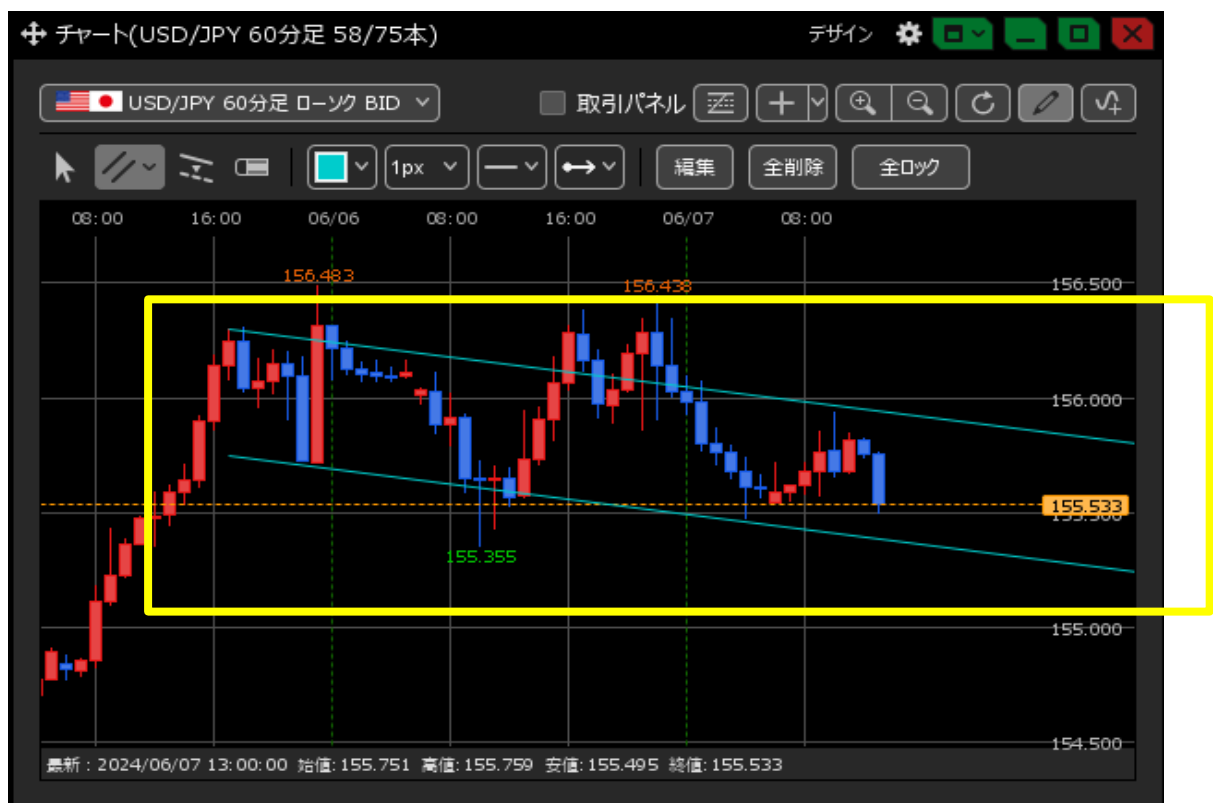 チャート(USD/JPY 60分足 58/75本)
デザイン
USD/JPY 60分足 ローソク BID
取引パネル
1px
編集
全削除
全ロック
08:00 16:00 06/06 08:00 16:00 06/07 08:00
156.483
156.438
156.500
156.000
155.533
155.500
155.355
155.000
154.500
最新 : 2024/06/07 13:00:00 始値: 155.751 高値: 155.759 安値: 155.495 終値: 155.533